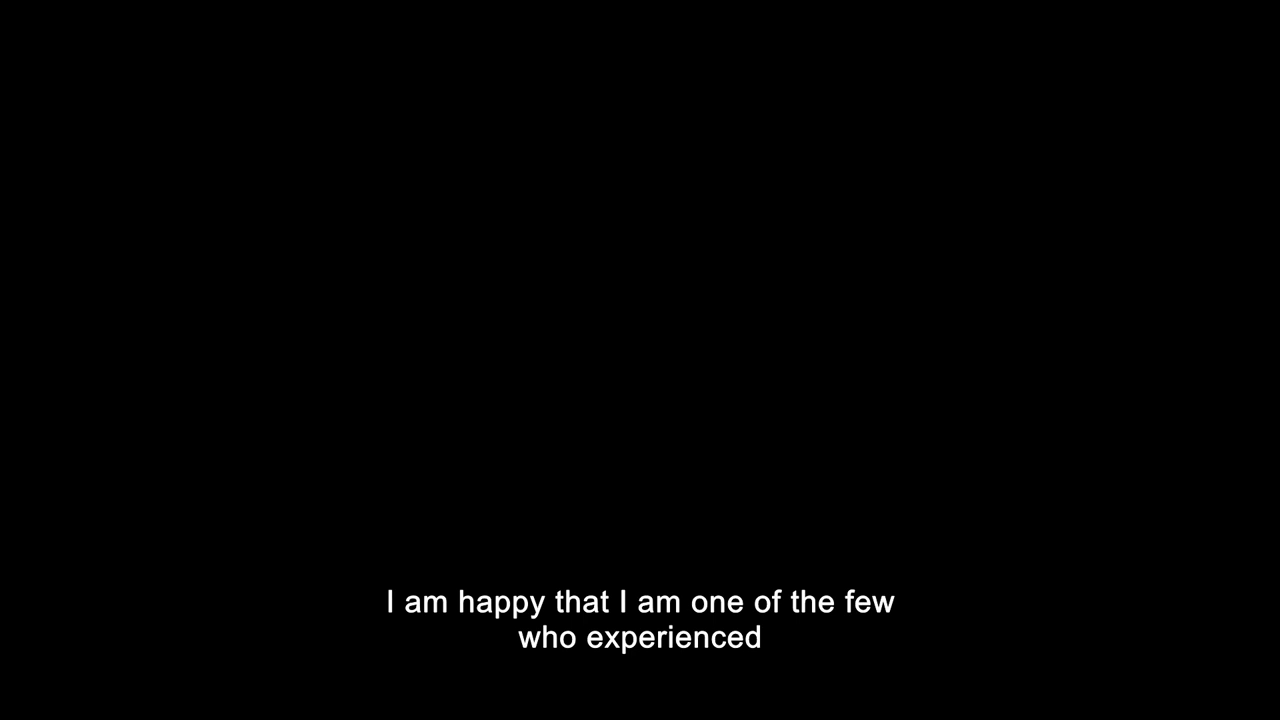 I am happy that I am one of the few
who experienced